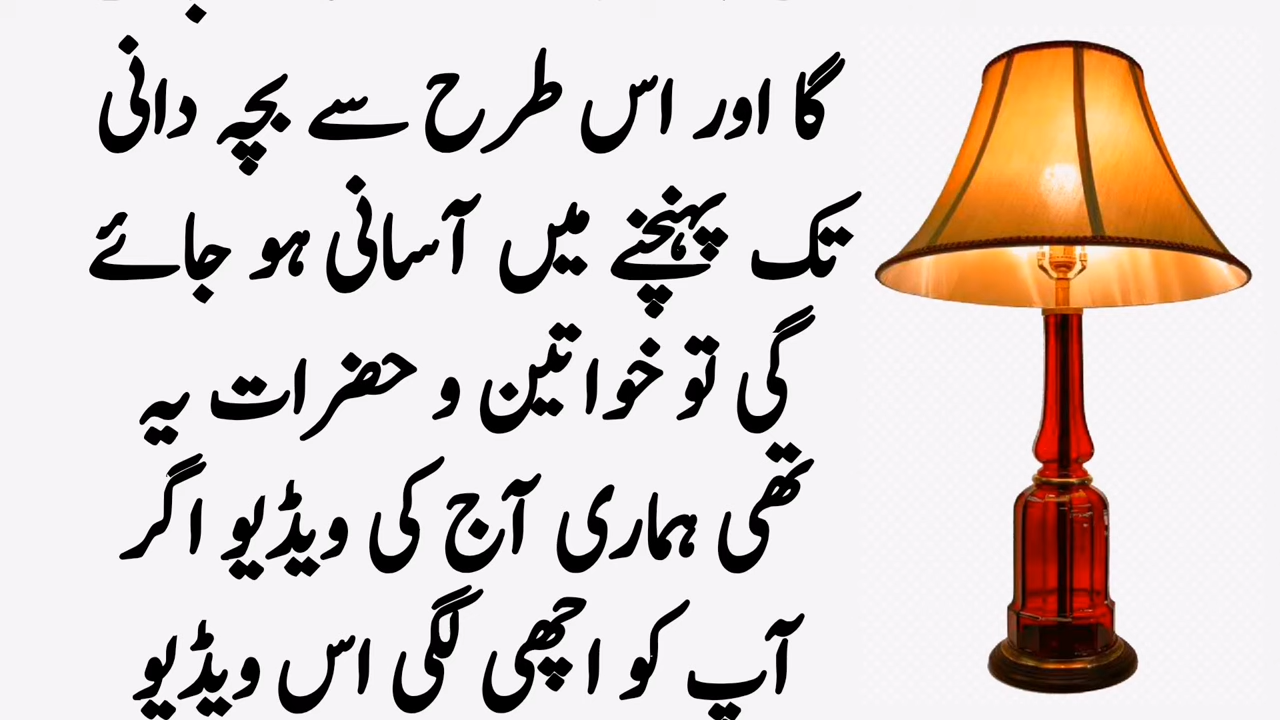 گا اور اس طرح سے بچہ دانی
تک پہنچنے میں آسانی ہو جائے
گی تو خواتین و حضرات یہ
تھی ہماری آج کی ویڈیو اگر
آپ کو اچھی لگی اس ویڈیو